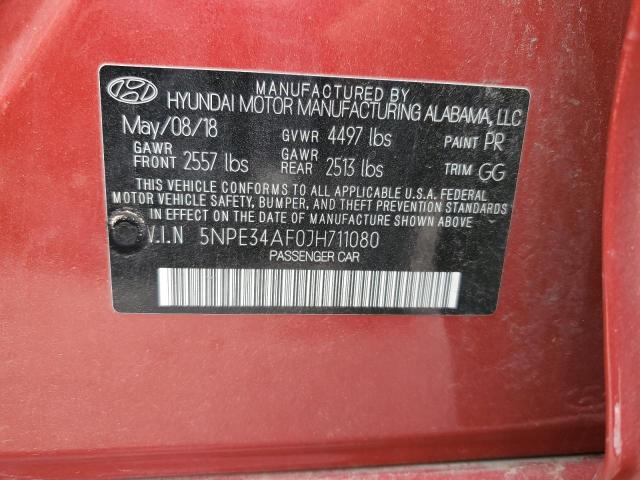 MANUFACTURED BY
HYUNDAI MOTOR MANUFACTURING ALABAMA, LLC
May/08/18 GVWR 4497 lbs PAINT PR
GAWR FRONT 2557 lbs GAWR REAR 2513 lbs TRIM GG
THIS VEHICLE CONFORMS TO ALL APPLICABLE U.S.A. FEDERAL
MOTOR VEHICLE SAFETY, BUMPER, AND THEFT PREVENTION STANDARDS
IN EFFECT ON THE DATE OF MANUFACTURE SHOWN ABOVE
V.I.N 5NPE34AF0JH711080
PASSENGER CAR